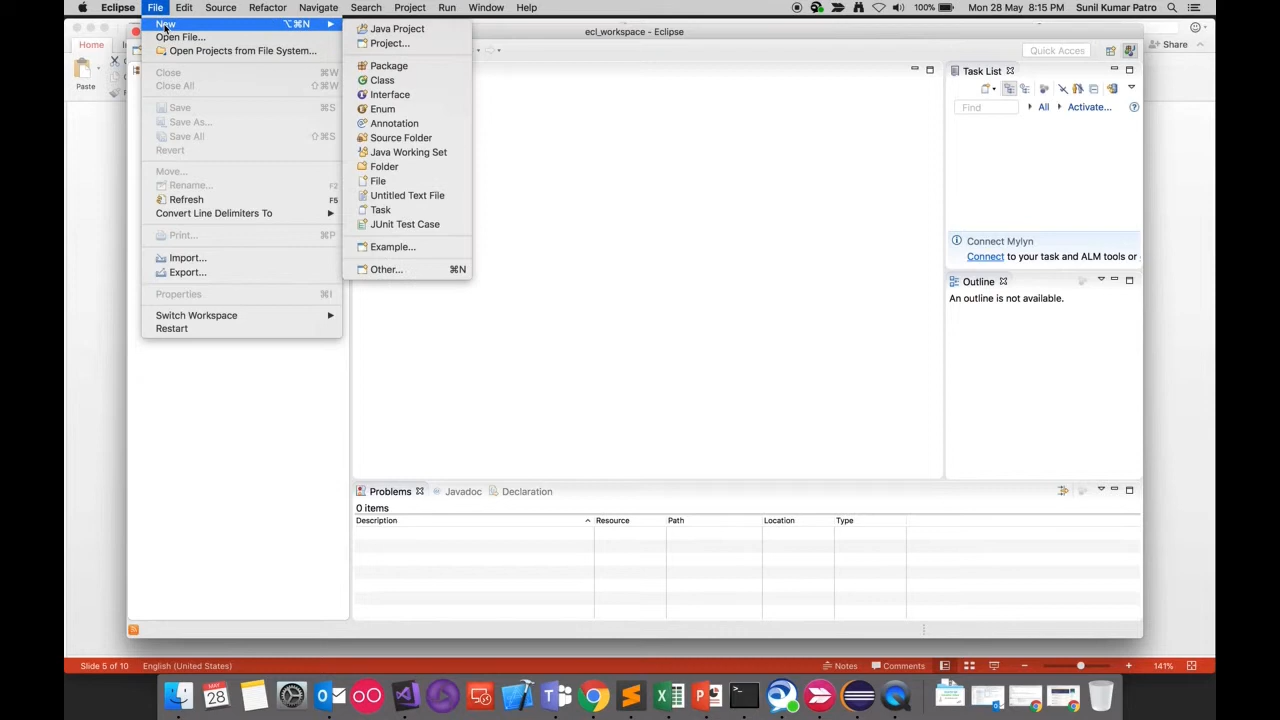 Eclipse File Edit Source Refactor Navigate Search Project Run Window Help 100% Mon 28 May 8:15 PM Sunil Kumar Patro
ecl_workspace - Eclipse
Home
Share
Paste
Quick Acces
New ⌥⌘N
Open File...
Open Projects from File System...
Close ⌘W
Close All ⇧⌘W
Save ⌘S
Save As...
Save All ⇧⌘S
Revert
Move...
Rename... F2
Refresh F5
Convert Line Delimiters To
Print... ⌘P
Import...
Export...
Properties ⌘I
Switch Workspace
Restart
Java Project
Project...
Package
Class
Interface
Enum
Annotation
Source Folder
Java Working Set
Folder
File
Untitled Text File
Task
JUnit Test Case
Example...
Other... ⌘N
Task List
Find All Activate...
Connect Mylyn
Connect to your task and ALM tools or
Outline
An outline is not available.
Problems Javadoc Declaration
0 items
Description Resource Path Location Type
Slide 5 of 10 English (United States) Notes Comments 141%
MAY
28